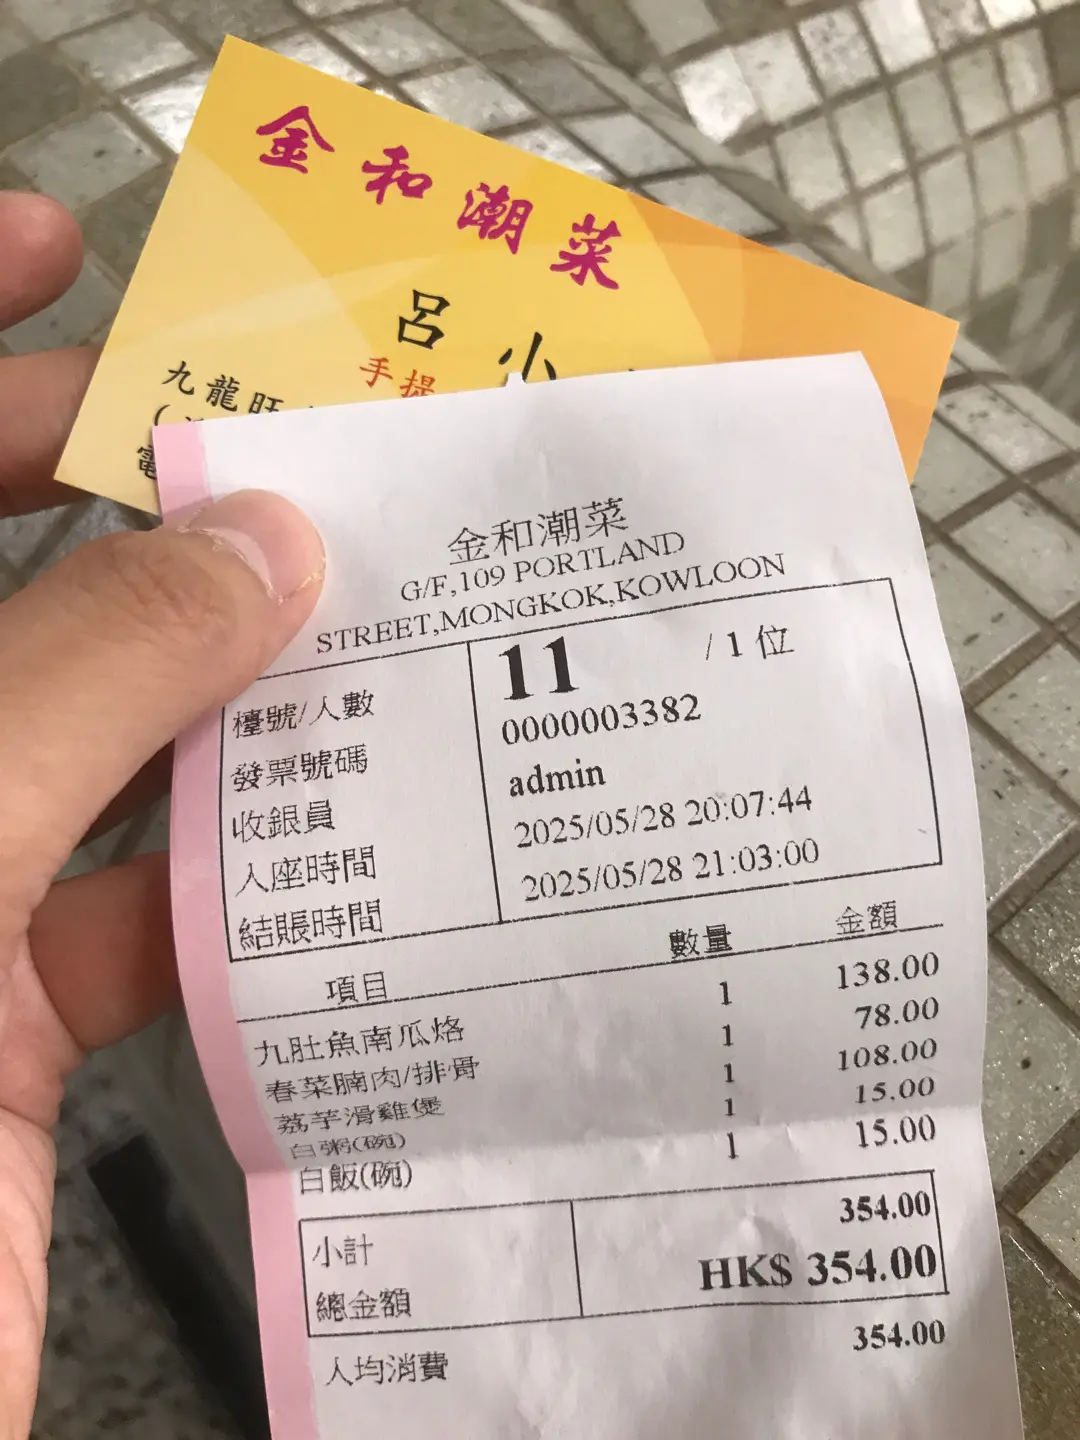 金和潮菜
呂小
手提
九龍旺
電
金和潮菜
G/F,109 PORTLAND
STREET,MONGKOK,KOWLOON
檯號/人數 11 / 1 位
發票號碼 0000003382
收銀員 admin
入座時間 2025/05/28 20:07:44
結賬時間 2025/05/28 21:03:00
項目 數量 金額
九肚魚南瓜烙 1 138.00
春菜腩肉/排骨 1 78.00
荔芋滑雞煲 1 108.00
白粥(碗) 1 15.00
白飯(碗) 1 15.00
小計 354.00
總金額 HK$ 354.00
人均消費 354.00